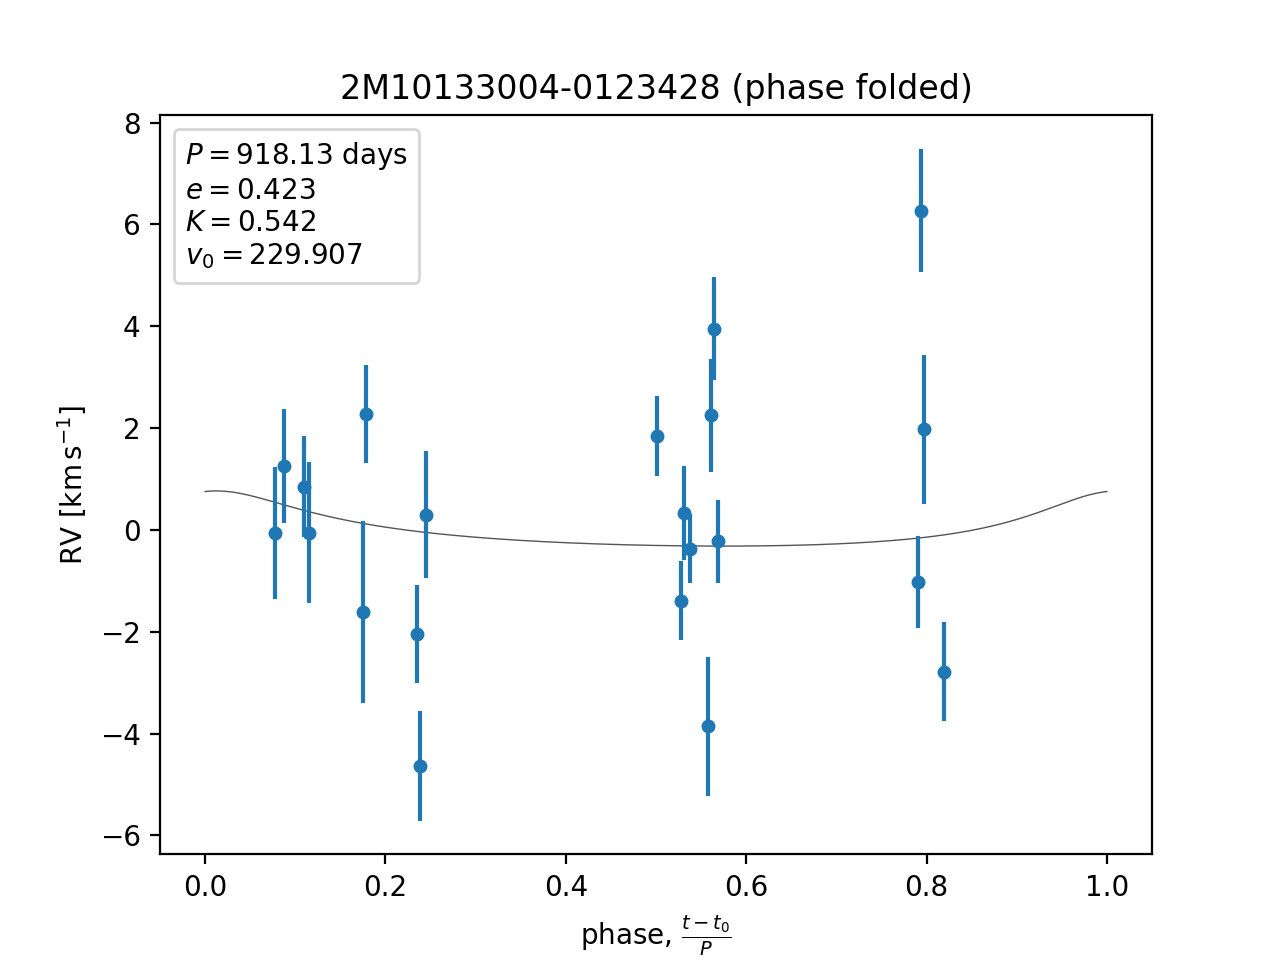 2M10133004-0123428 (phase folded)
P = 918.13 days
e = 0.423
K = 0.542
v₀ = 229.907
8
6
4
2
0
−2
−4
−6
RV [km s⁻¹]
0.0 0.2 0.4 0.6 0.8 1.0
phase, (t − t₀)/P